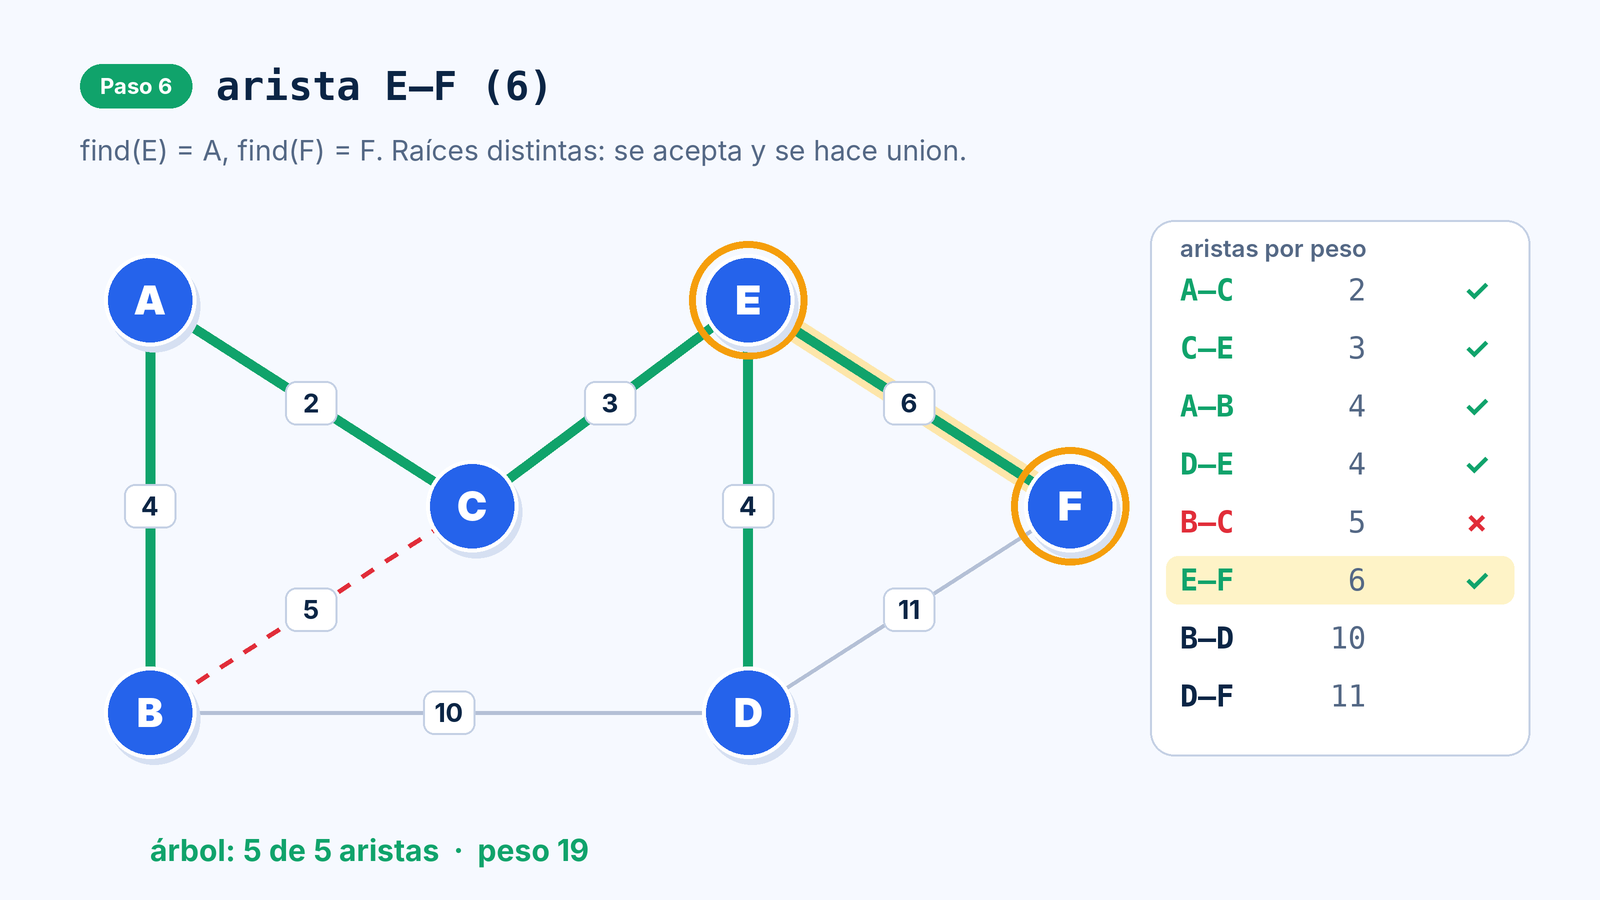 Paso 6 arista E—F (6)
find(E) = A, find(F) = F. Raíces distintas: se acepta y se hace union.
aristas por peso
A—C 2 ✓
C—E 3 ✓
A—B 4 ✓
D—E 4 ✓
B—C 5 ×
E—F 6 ✓
B—D 10
D—F 11
A
E
2
3
6
4
C
4
F
5
11
B
10
D
árbol: 5 de 5 aristas · peso 19